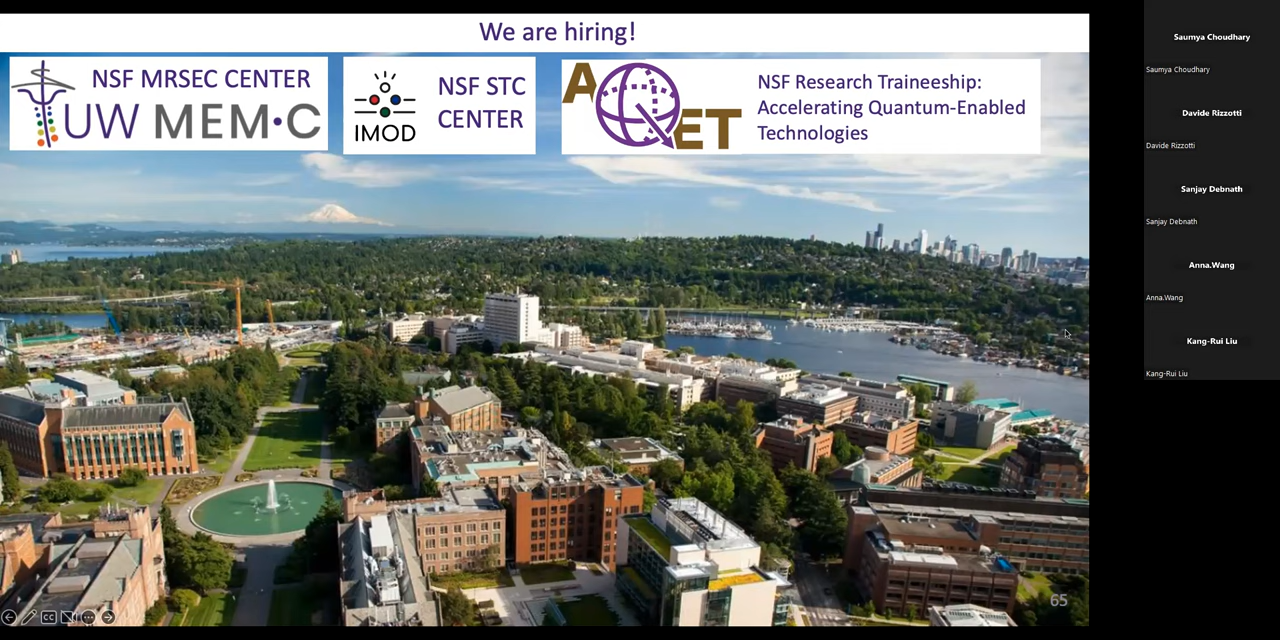 We are hiring!
NSF MRSEC CENTER
UW MEM·C
IMOD
NSF STC
CENTER
A
ET
NSF Research Traineeship:
Accelerating Quantum-Enabled
Technologies
65
CC
Saumya Choudhary
Saumya Choudhary
Davide Rizzotti
Davide Rizzotti
Sanjay Debnath
Sanjay Debnath
Anna.Wang
Anna.Wang
Kang-Rui Liu
Kang-Rui Liu